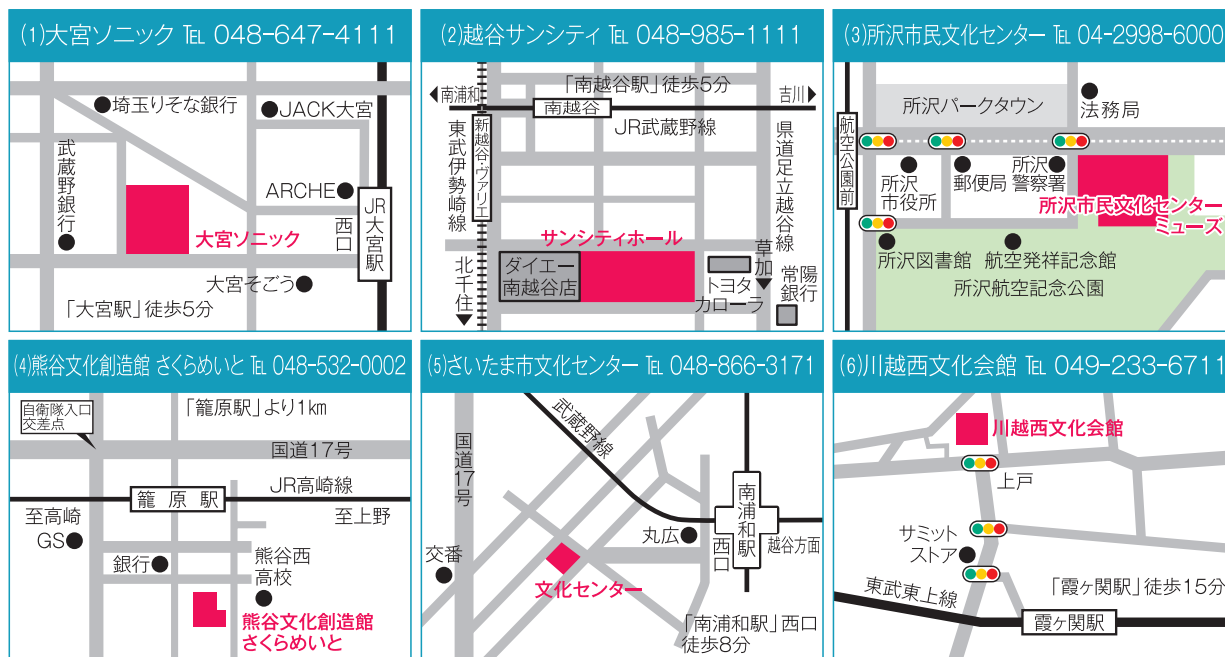 (1)大宮ソニック TEL 048-647-4111
埼玉りそな銀行
JACK大宮
武蔵野銀行
ARCHE
西口
JR大宮駅
大宮ソニック
大宮そごう
「大宮駅」徒歩5分
(2)越谷サンシティ TEL 048-985-1111
「南越谷駅」徒歩5分
南浦和
南越谷
吉川
JR武蔵野線
東武伊勢崎線
新越谷・ヴァリエ
県道足立越谷線
サンシティホール
北千住
ダイエー
南越谷店
トヨタ
カローラ
草加
常陽
銀行
(3)所沢市民文化センター TEL 04-2998-6000
所沢パークタウン
法務局
航空公園前
所沢
市役所
郵便局
所沢
警察署
所沢市民文化センター
ミューズ
所沢図書館
航空発祥記念館
所沢航空記念公園
(4)熊谷文化創造館 さくらめいと TEL 048-532-0002
自衛隊入口
交差点
「籠原駅」より1km
国道17号
JR高崎線
籠原駅
至高崎
至上野
GS
銀行
熊谷西
高校
熊谷文化創造館
さくらめいと
(5)さいたま市文化センター TEL 048-866-3171
国道17号
武蔵野線
南浦和駅
丸広
西口
越谷方面
交番
文化センター
「南浦和駅」西口
徒歩8分
(6)川越西文化会館 TEL 049-233-6711
川越西文化会館
上戸
サミット
ストア
東武東上線
「霞ヶ関駅」徒歩15分
霞ヶ関駅